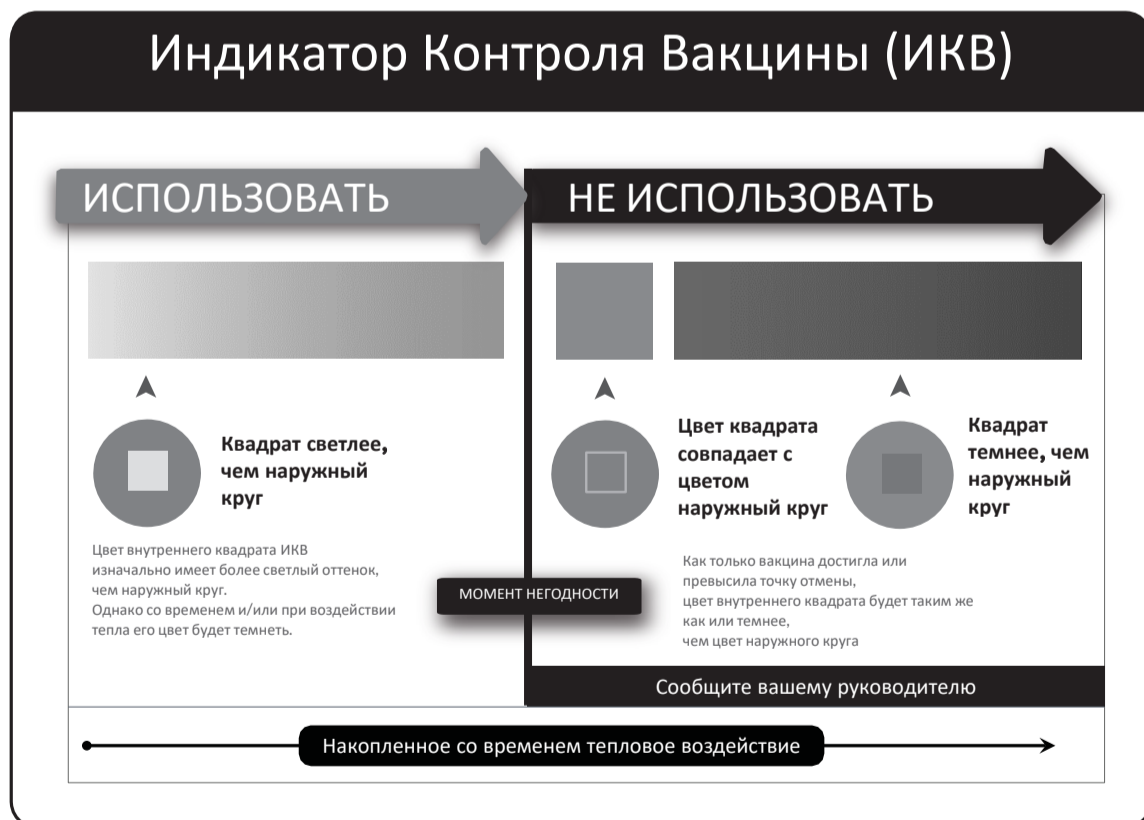 Индикатор Контроля Вакцины (ИКВ)
ИСПОЛЬЗОВАТЬ
НЕ ИСПОЛЬЗОВАТЬ
Квадрат светлее,
чем наружный
круг
Цвет квадрата
совпадает с
цветом
наружный круг
Квадрат
темнее, чем
наружный
круг
Цвет внутреннего квадрата ИКВ
изначально имеет более светлый оттенок,
чем наружный круг.
Однако со временем и/или при воздействии
тепла его цвет будет темнеть.
МОМЕНТ НЕГОДНОСТИ
Как только вакцина достигла или
превысила точку отмены,
цвет внутреннего квадрата будет таким же
как или темнее,
чем цвет наружного круга
Сообщите вашему руководителю
Накопленное со временем тепловое воздействие